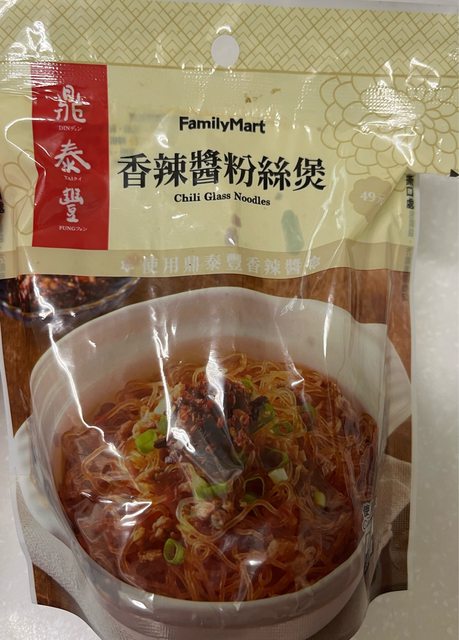 鼎
DINディン
泰
TAIタイ
豐
FUNGフォン
FamilyMart
香辣醬粉絲煲
Chili Glass Noodles
49
使用鼎泰豐香辣醬